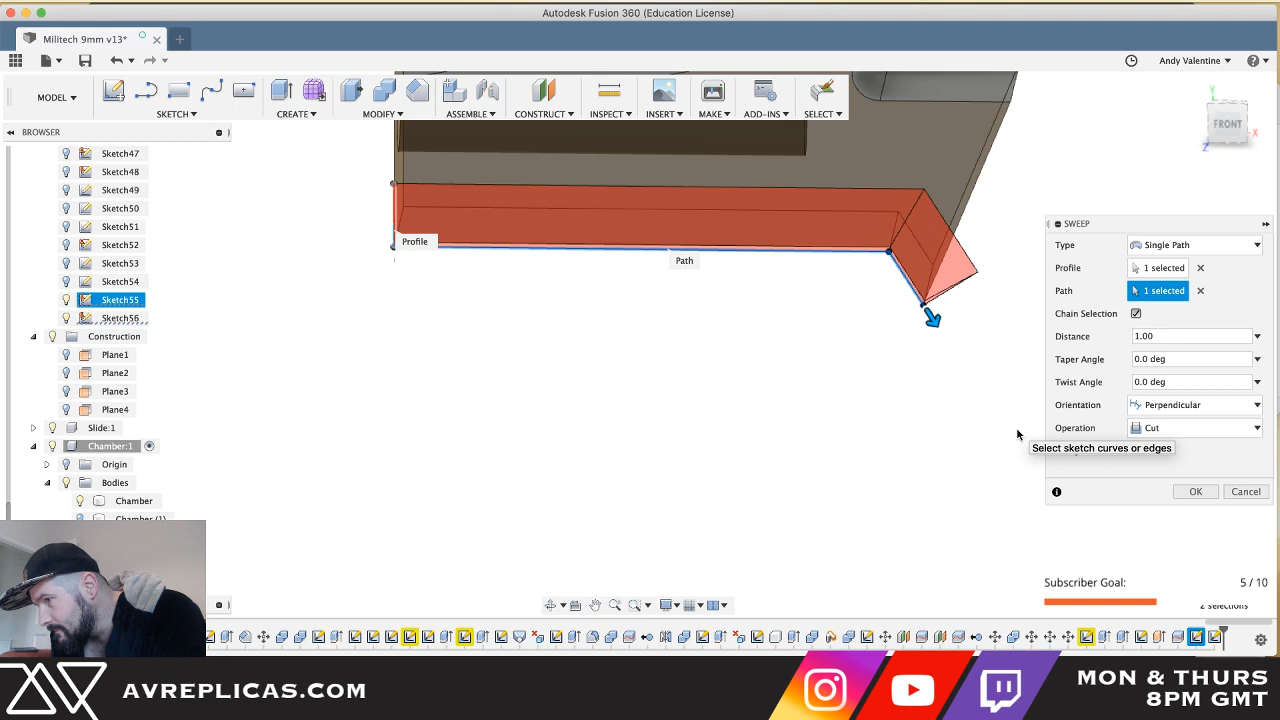 Autodesk Fusion 360 (Education License)
Militech 9mm v13*
Andy Valentine
MODEL
SKETCH
CREATE
MODIFY
ASSEMBLE
CONSTRUCT
INSPECT
INSERT
MAKE
ADD-INS
SELECT
FRONT
Y
X
Z
BROWSER
Sketch47
Sketch48
Sketch49
Sketch50
Sketch51
Sketch52
Sketch53
Sketch54
Sketch55
Sketch56
Construction
Plane1
Plane2
Plane3
Plane4
Slide:1
Chamber:1
Origin
Bodies
Chamber
Chamber (1)
Profile
Path
SWEEP
Type Single Path
Profile 1 selected
Path 1 selected
Chain Selection
Distance 1.00
Taper Angle 0.0 deg
Twist Angle 0.0 deg
Orientation Perpendicular
Operation Cut
Select sketch curves or edges
OK Cancel
Subscriber Goal: 5 / 10
2 selections
AVREPLICAS.COM
MON & THURS
8PM GMT